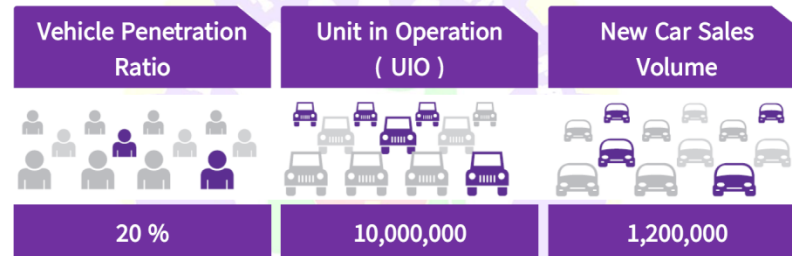 Vehicle Penetration
Ratio
20 %
Unit in Operation
( UIO )
10,000,000
New Car Sales
Volume
1,200,000